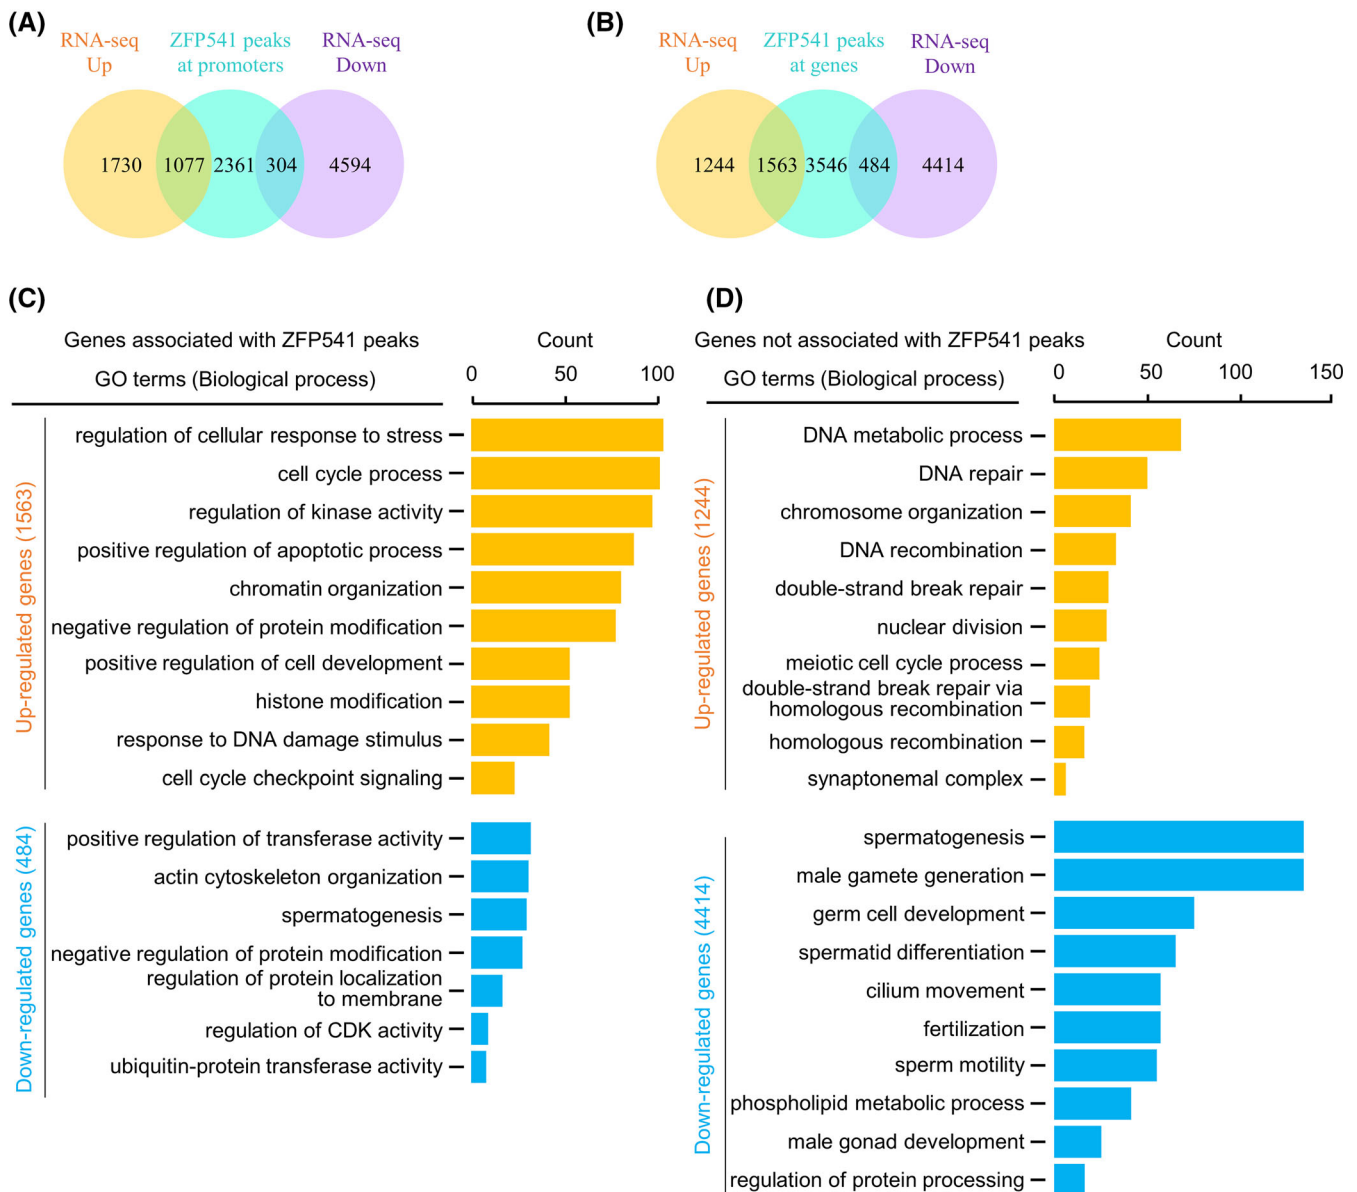 (A)
RNA-seq
Up
ZFP541 peaks
at promoters
RNA-seq
Down
1730
1077
2361
304
4594
(B)
RNA-seq
Up
ZFP541 peaks
at genes
RNA-seq
Down
1244
1563
3546
484
4414
(C)
Genes associated with ZFP541 peaks
Count
GO terms (Biological process)
0
50
100
Up-regulated genes (1563)
regulation of cellular response to stress
cell cycle process
regulation of kinase activity
positive regulation of apoptotic process
chromatin organization
negative regulation of protein modification
positive regulation of cell development
histone modification
response to DNA damage stimulus
cell cycle checkpoint signaling
Down-regulated genes (484)
positive regulation of transferase activity
actin cytoskeleton organization
spermatogenesis
negative regulation of protein modification
regulation of protein localization
to membrane
regulation of CDK activity
ubiquitin-protein transferase activity
(D)
Genes not associated with ZFP541 peaks
Count
GO terms (Biological process)
0
50
100
150
Up-regulated genes (1244)
DNA metabolic process
DNA repair
chromosome organization
DNA recombination
double-strand break repair
nuclear division
meiotic cell cycle process
double-strand break repair via
homologous recombination
homologous recombination
synaptonemal complex
Down-regulated genes (4414)
spermatogenesis
male gamete generation
germ cell development
spermatid differentiation
cilium movement
fertilization
sperm motility
phospholipid metabolic process
male gonad development
regulation of protein processing